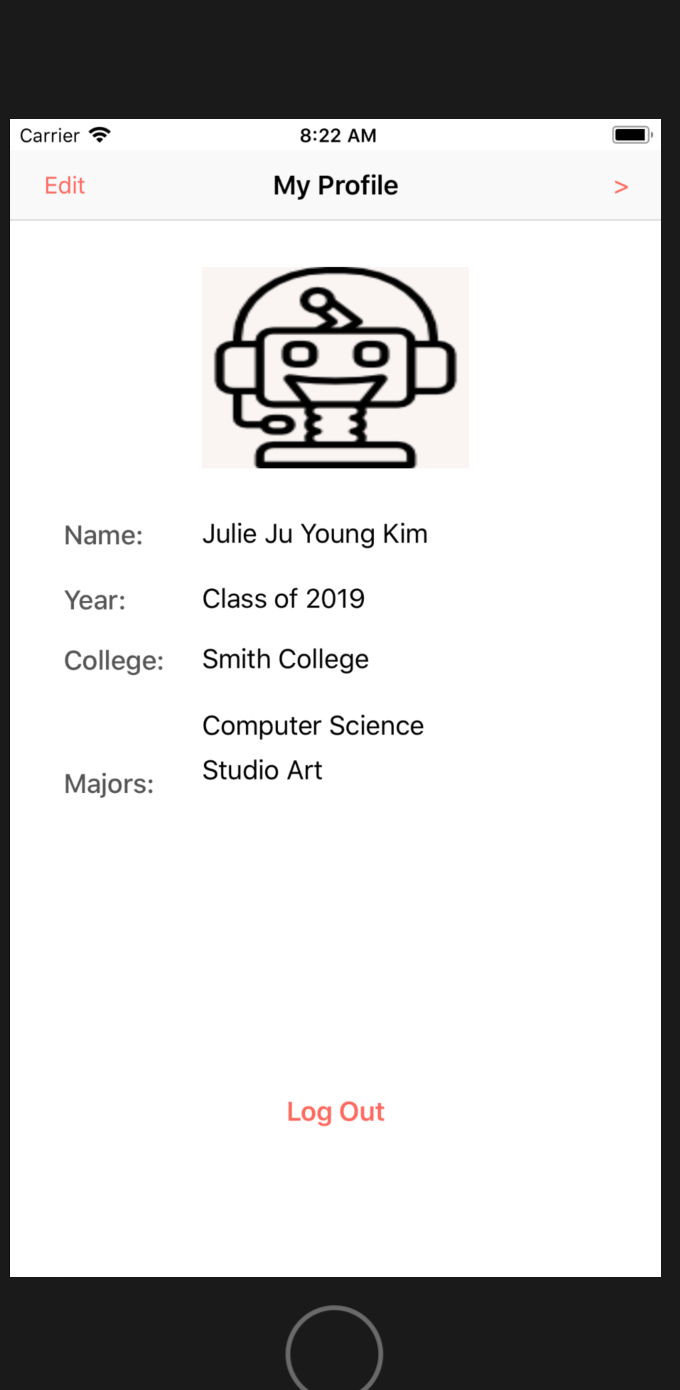 Carrier 8:22 AM
Edit My Profile >
Name: Julie Ju Young Kim
Year: Class of 2019
College: Smith College
Computer Science
Studio Art
Majors:
Log Out